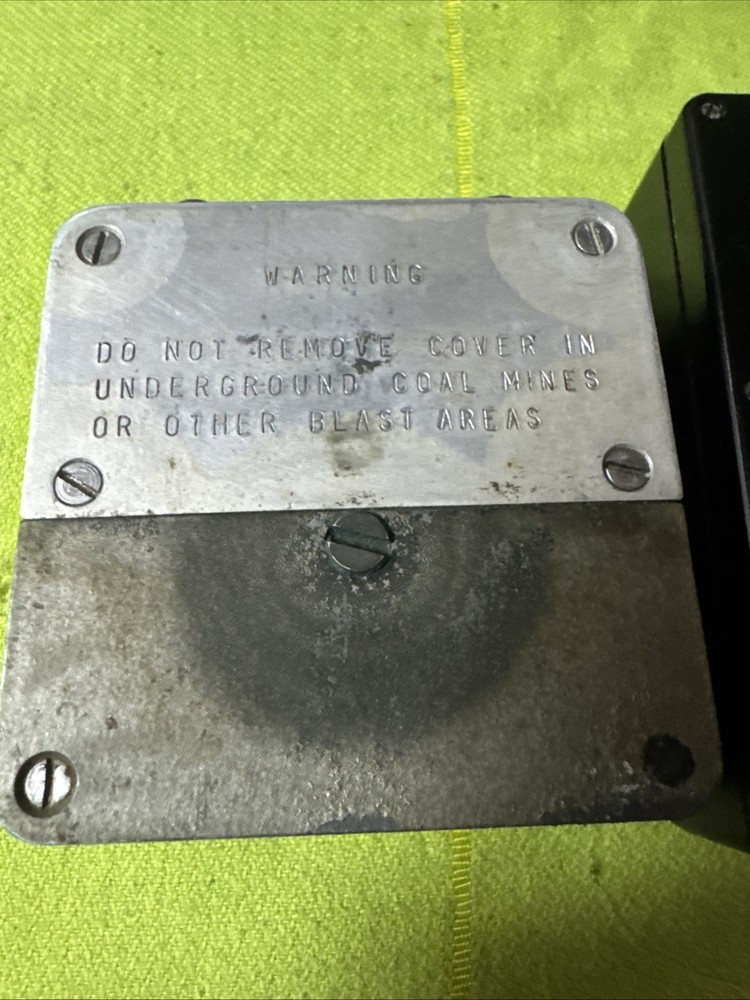 WARNING
DO NOT REMOVE COVER IN
UNDERGROUND COAL MINES
OR OTHER BLAST AREAS